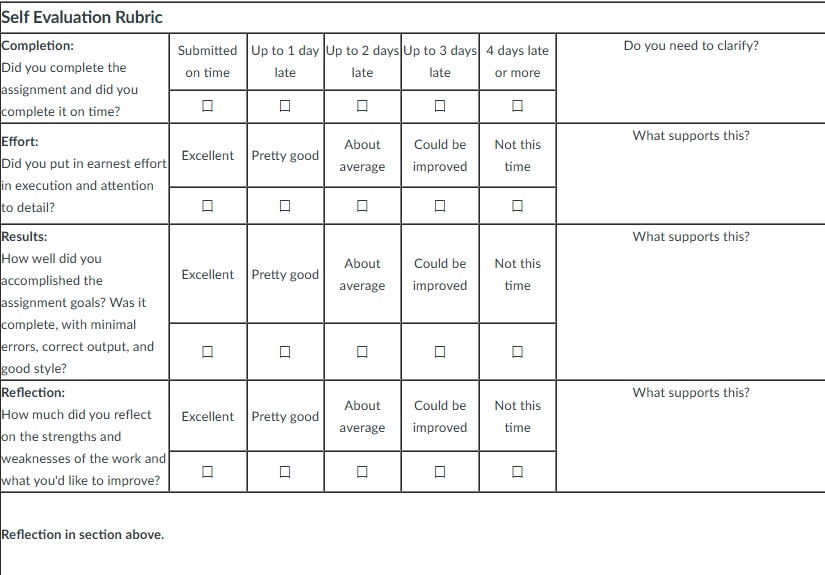 Self Evaluation Rubric
Completion:
Did you complete the
assignment and did you
complete it on time?
Submitted
on time
Up to 1 day
late
Up to 2 days
late
Up to 3 days
late
4 days late
or more
Do you need to clarify?
☐ ☐ ☐ ☐ ☐
Effort:
Did you put in earnest effort
in execution and attention
to detail?
Excellent
Pretty good
About
average
Could be
improved
Not this
time
What supports this?
☐ ☐ ☐ ☐ ☐
Results:
How well did you
accomplished the
assignment goals? Was it
complete, with minimal
errors, correct output, and
good style?
Excellent
Pretty good
About
average
Could be
improved
Not this
time
What supports this?
☐ ☐ ☐ ☐ ☐
Reflection:
How much did you reflect
on the strengths and
weaknesses of the work and
what you'd like to improve?
Excellent
Pretty good
About
average
Could be
improved
Not this
time
What supports this?
☐ ☐ ☐ ☐ ☐
Reflection in section above.